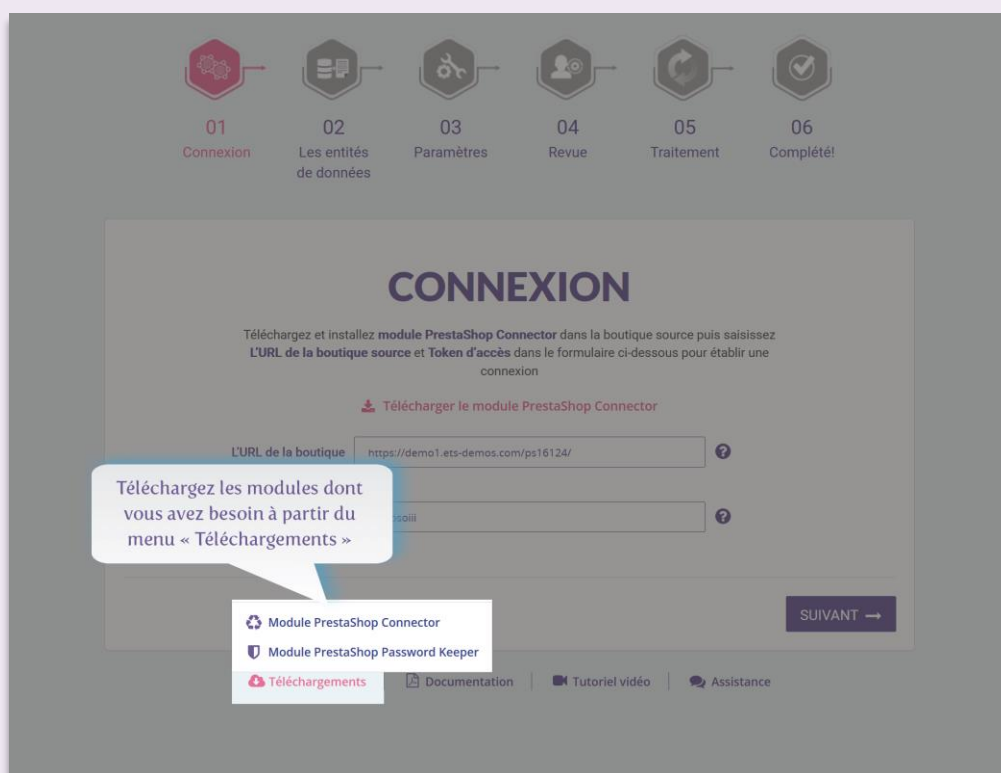 01
Connexion
02
Les entités
de données
03
Paramètres
04
Revue
05
Traitement
06
Complété!
CONNEXION
Téléchargez et installez module PrestaShop Connector dans la boutique source puis saisissez
L'URL de la boutique source et Token d'accès dans le formulaire ci-dessous pour établir une
connexion
Télécharger le module PrestaShop Connector
L'URL de la boutique
https://demo1.ets-demos.com/ps16124/
Téléchargez les modules dont
vous avez besoin à partir du
menu « Téléchargements »
SUIVANT
Module PrestaShop Connector
Module PrestaShop Password Keeper
Téléchargements
Documentation
Tutoriel vidéo
Assistance